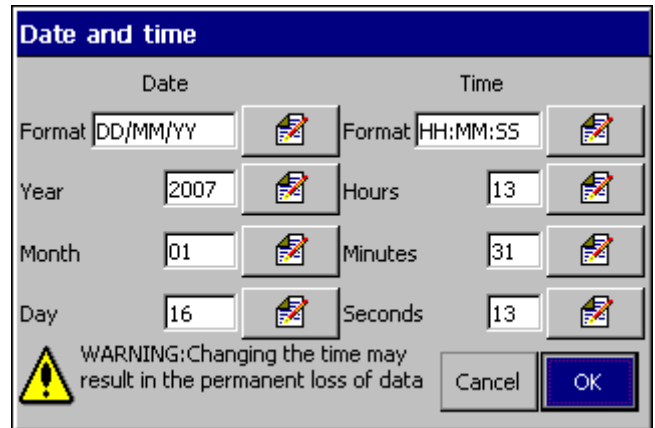 Date and time
Date Time
Format DD/MM/YY Format HH:MM:SS
Year 2007 Hours 13
Month 01 Minutes 31
Day 16 Seconds 13
WARNING:Changing the time may
result in the permanent loss of data Cancel OK